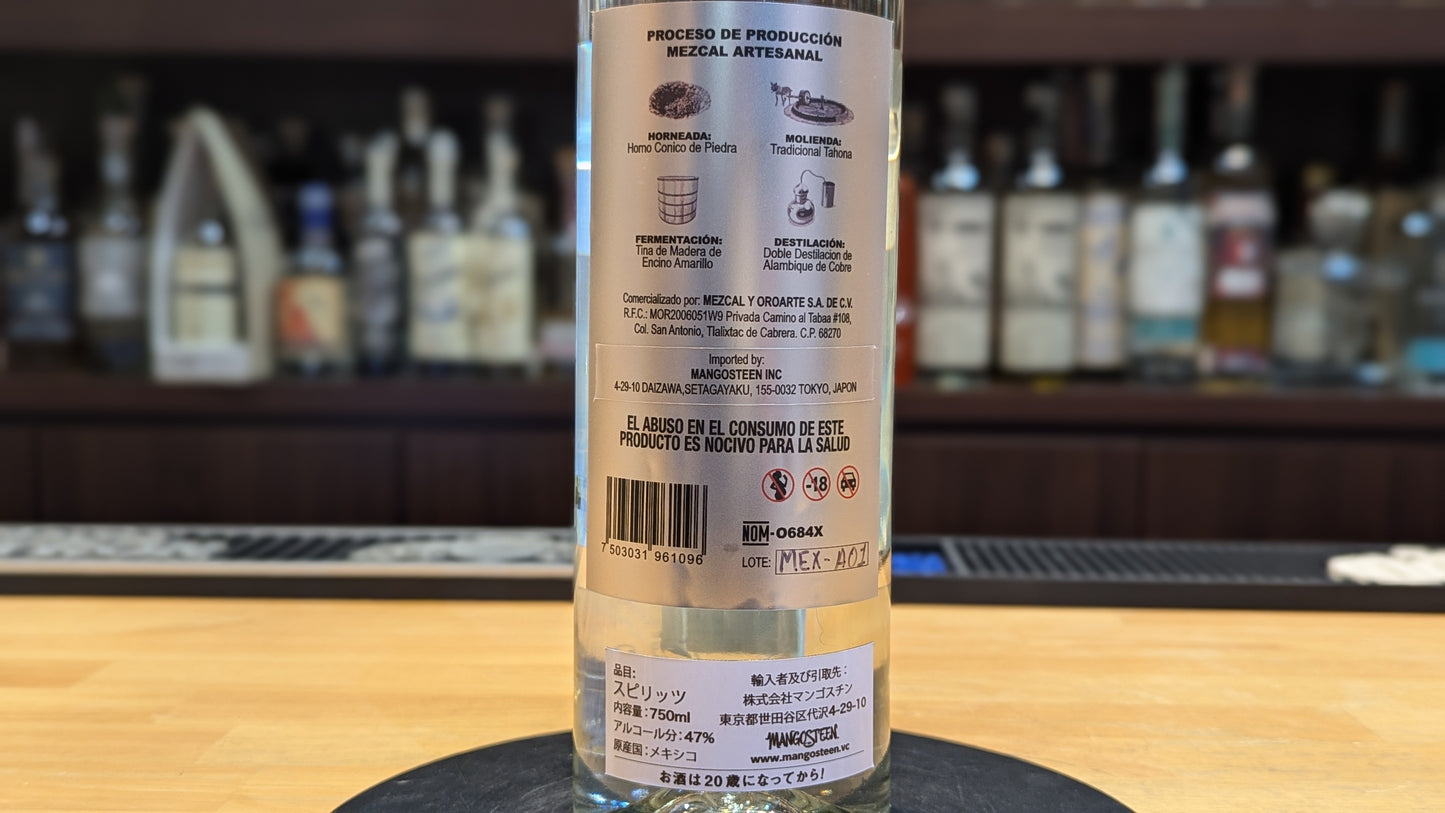 PROCESO DE PRODUCCIÓN
MEZCAL ARTESANAL
HORNEADA:
Horno Conico de Piedra
MOLIENDA:
Tradicional Tahona
FERMENTACIÓN:
Tina de Madera de
Encino Amarillo
DESTILACIÓN:
Doble Destilacion de
Alambique de Cobre
Comercializado por: MEZCAL Y OROARTE S.A. DE C.V.
R.F.C.: MOR2006051W9 Privada Camino al Tabaa #108,
Col. San Antonio, Tlalixtac de Cabrera. C.P. 68270
Imported by:
MANGOSTEEN INC
4-29-10 DAIZAWA,SETAGAYAKU, 155-0032 TOKYO, JAPON
EL ABUSO EN EL CONSUMO DE ESTE
PRODUCTO ES NOCIVO PARA LA SALUD
-18
7 503031 961096
NOM-O684X
LOTE: MEX-A01
品目:
スピリッツ
内容量:750ml
アルコール分:47%
原産国:メキシコ
輸入者及び引取先:
株式会社マンゴスチン
東京都世田谷区代沢4-29-10
MANGOSTEEN
www.mangosteen.vc
お酒は20歳になってから!